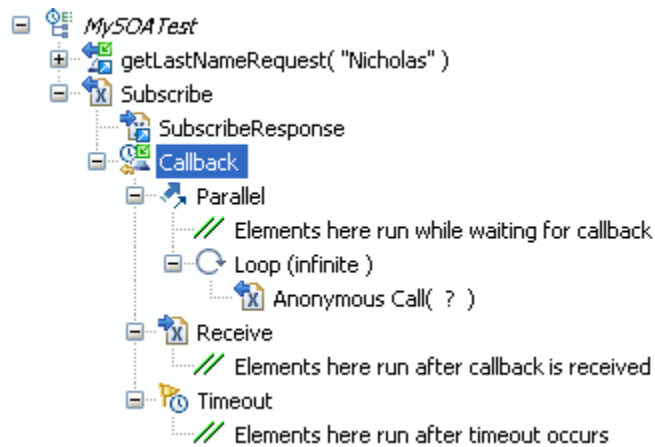 MySOATest
getLastNameRequest( "Nicholas" )
Subscribe
SubscribeResponse
Callback
Parallel
// Elements here run while waiting for callback
Loop (infinite )
Anonymous Call( ? )
Receive
// Elements here run after callback is received
Timeout
// Elements here run after timeout occurs